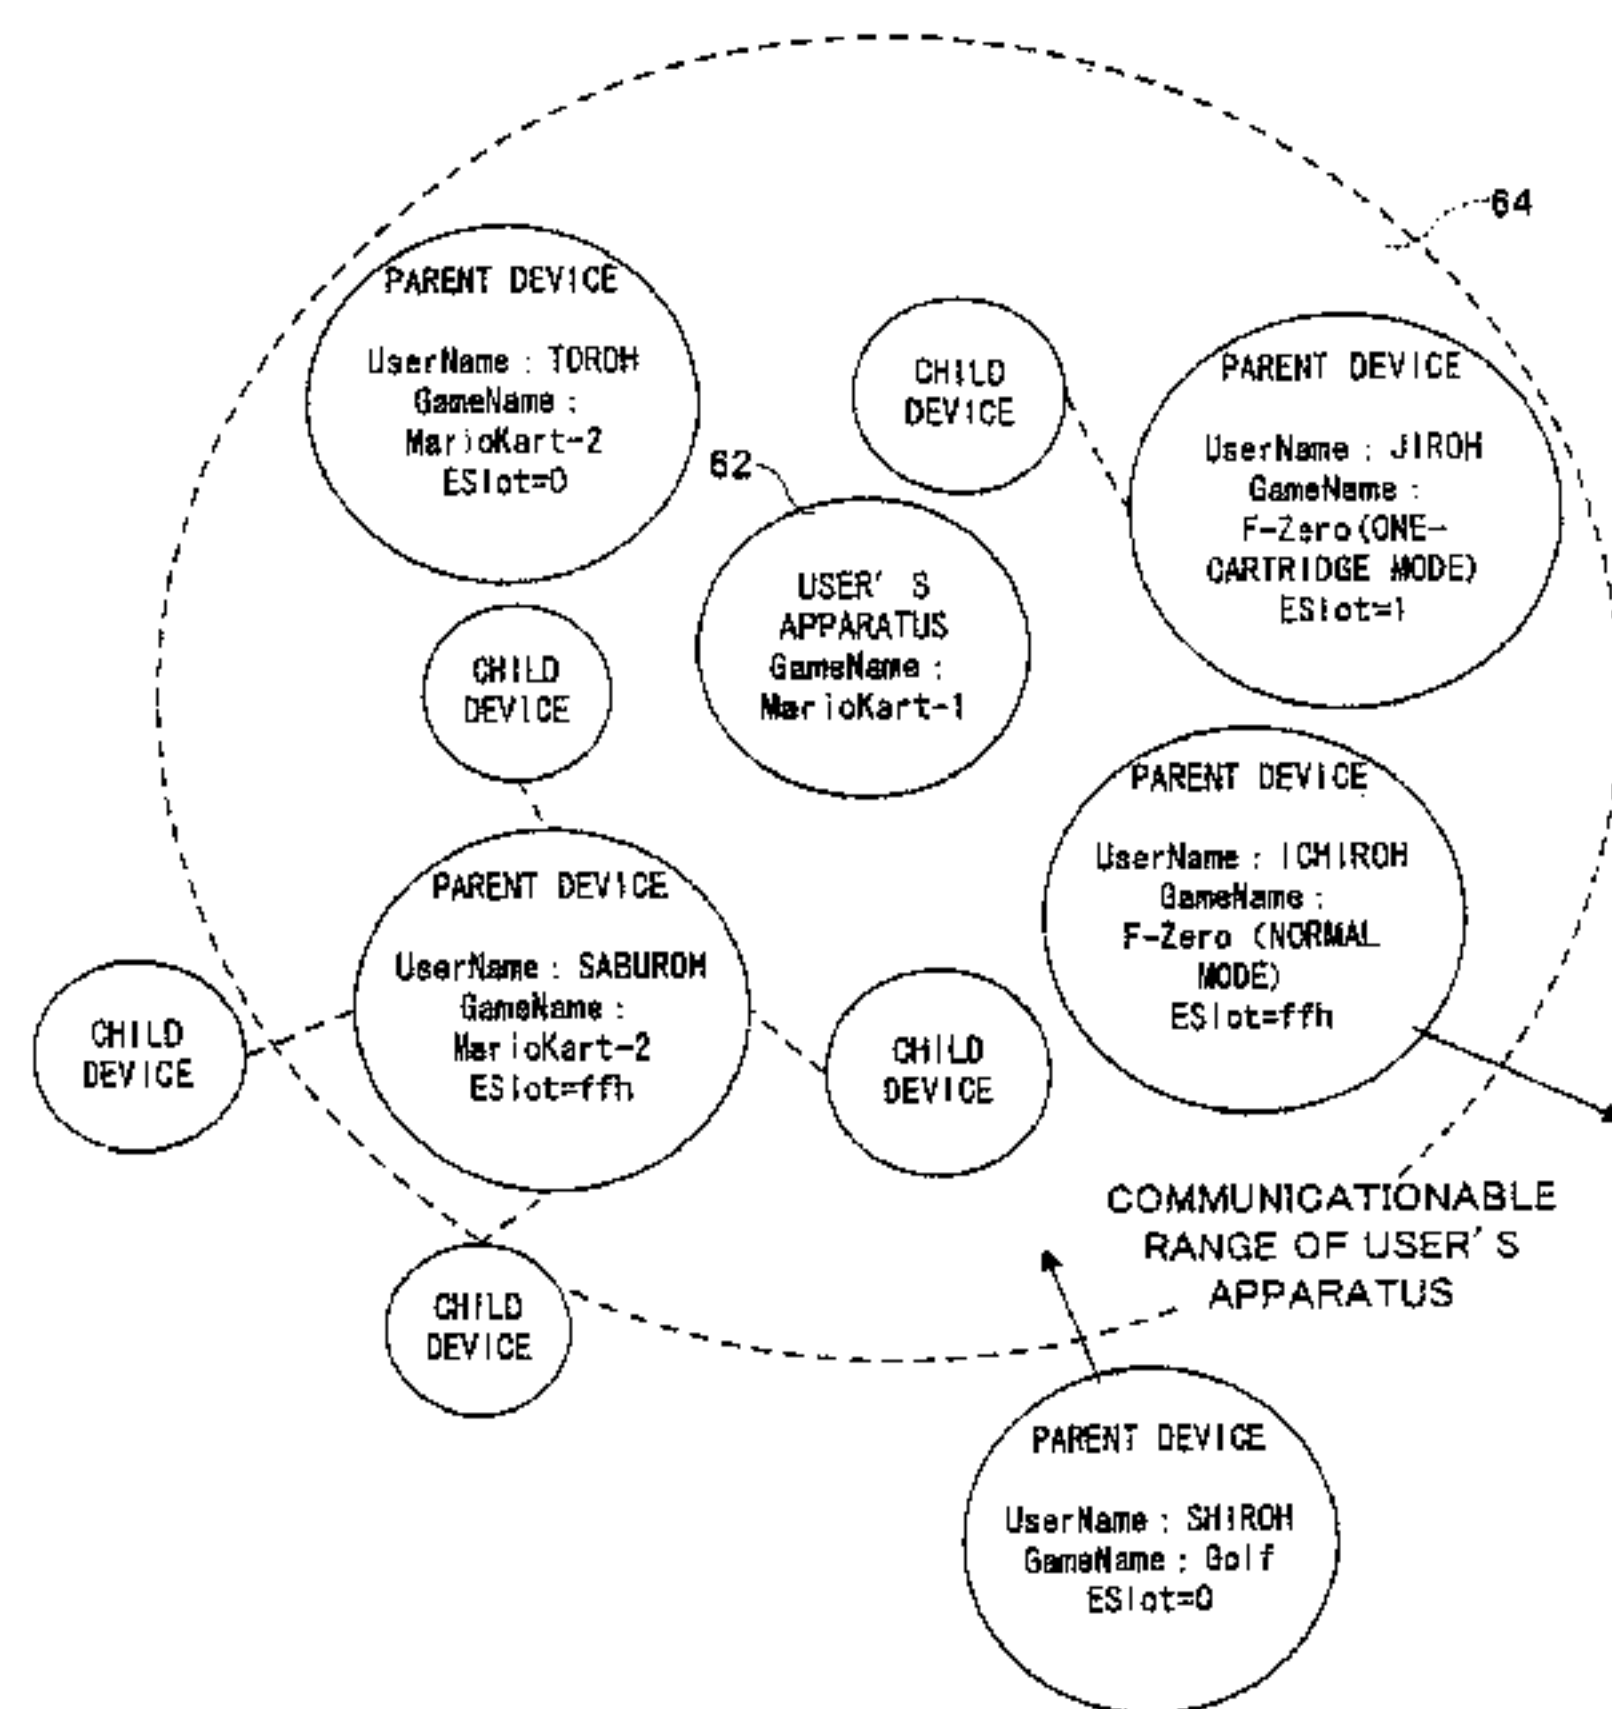 64
PARENT DEVICE
UserName : TOROH
GameName :
MarioKart-2
ESlot=0
CHILD
DEVICE
PARENT DEVICE
UserName : JIROH
GameName :
F-Zero(ONE-
CARTRIDGE MODE)
ESlot=1
62
USER'S
APPARATUS
GameName :
MarioKart-1
CHILD
DEVICE
PARENT DEVICE
UserName : ICHIROH
GameName :
F-Zero (NORMAL
MODE)
ESlot=ffh
PARENT DEVICE
UserName : SABUROH
GameName :
MarioKart-2
ESlot=ffh
CHILD
DEVICE
CHILD
DEVICE
COMMUNICATIONABLE
RANGE OF USER'S
APPARATUS
CHILD
DEVICE
PARENT DEVICE
UserName : SHIROH
GameName : Golf
ESlot=0